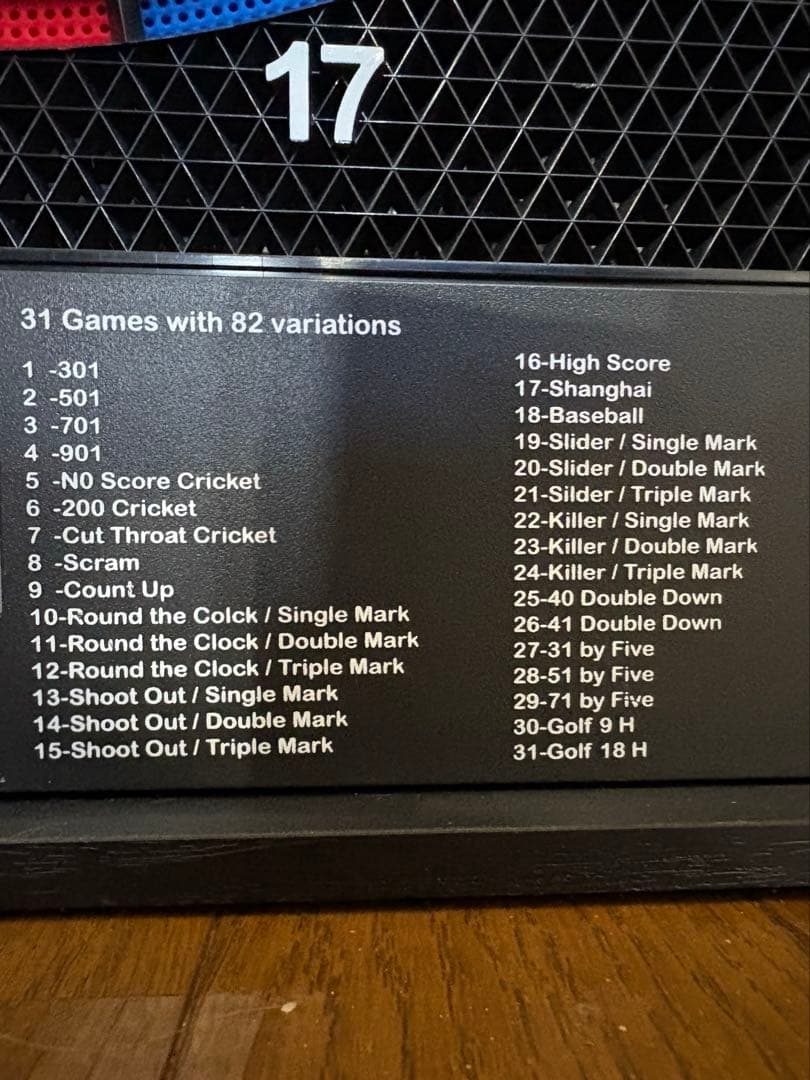 17
31 Games with 82 variations
1 -301
2 -501
3 -701
4 -901
5 -N0 Score Cricket
6 -200 Cricket
7 -Cut Throat Cricket
8 -Scram
9 -Count Up
10-Round the Colck / Single Mark
11-Round the Clock / Double Mark
12-Round the Clock / Triple Mark
13-Shoot Out / Single Mark
14-Shoot Out / Double Mark
15-Shoot Out / Triple Mark
16-High Score
17-Shanghai
18-Baseball
19-Slider / Single Mark
20-Slider / Double Mark
21-Silder / Triple Mark
22-Killer / Single Mark
23-Killer / Double Mark
24-Killer / Triple Mark
25-40 Double Down
26-41 Double Down
27-31 by Five
28-51 by Five
29-71 by Five
30-Golf 9 H
31-Golf 18 H